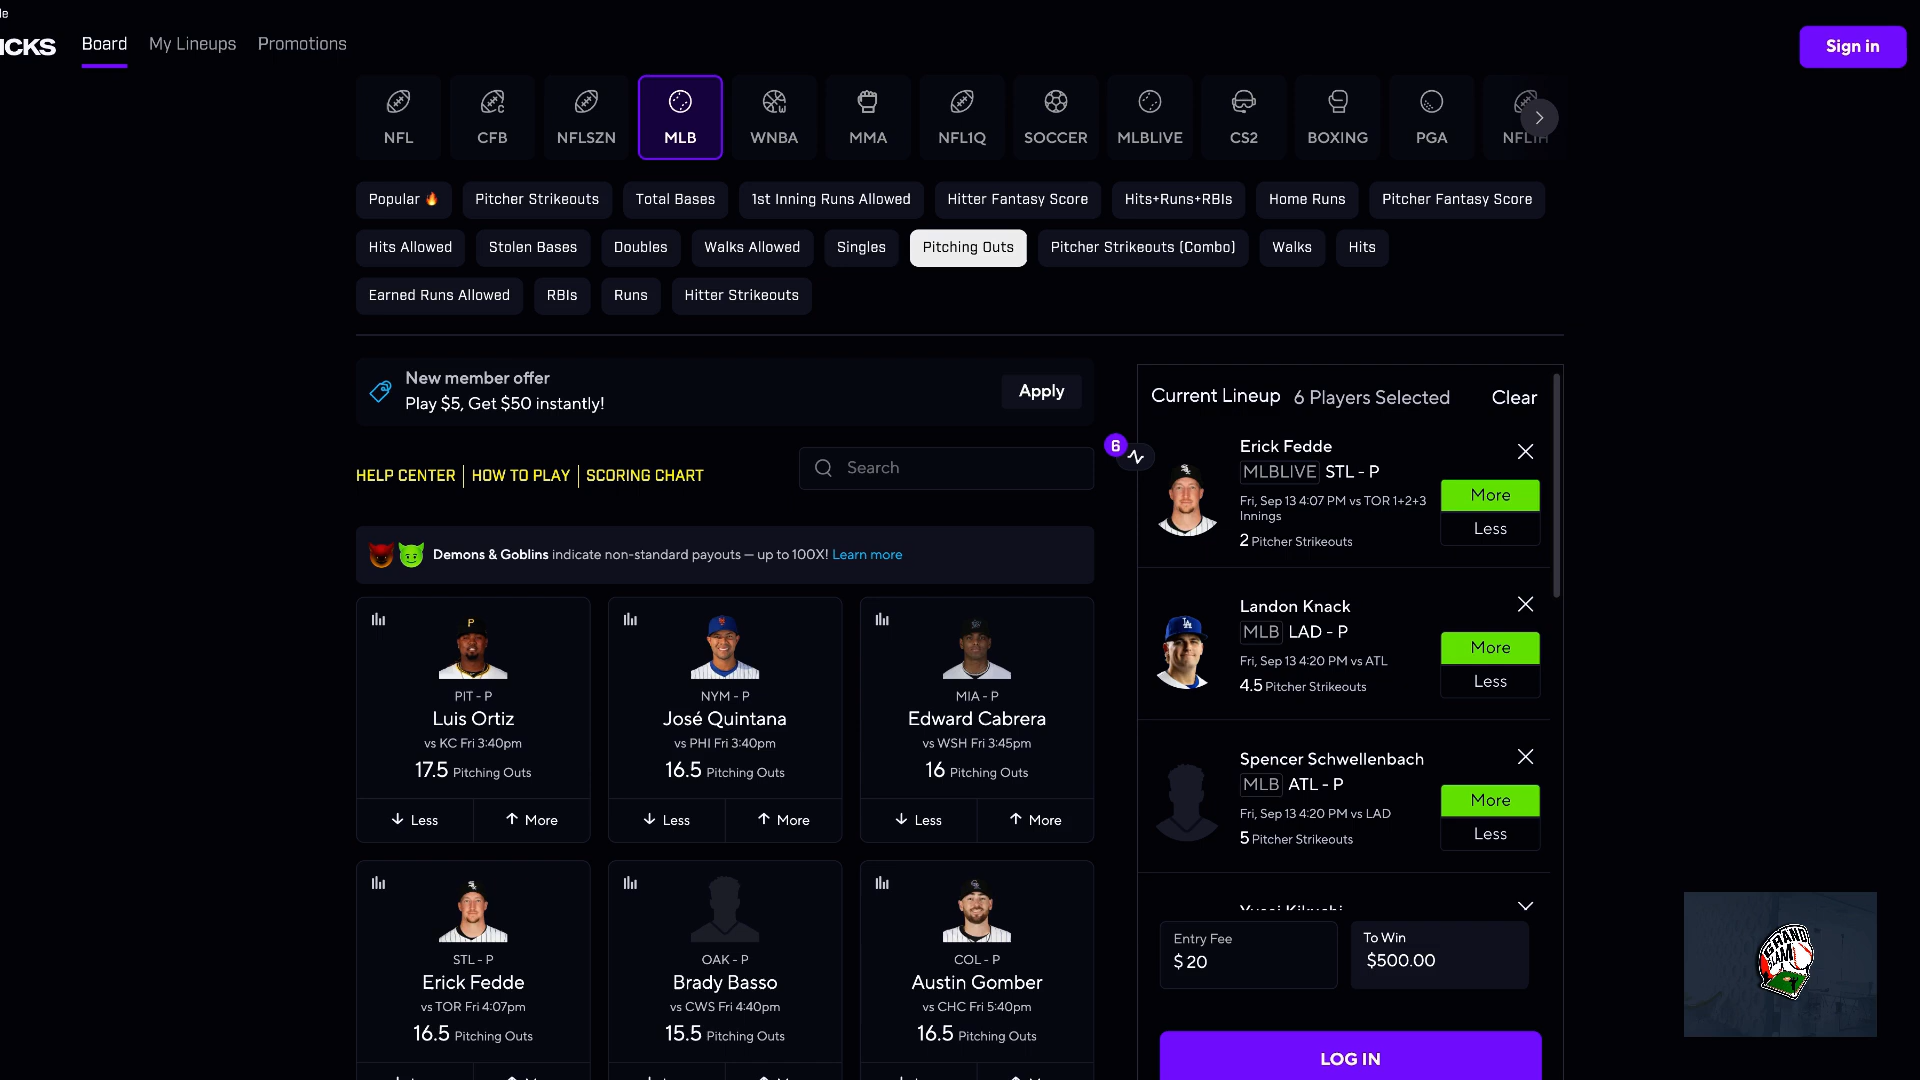 ICKS
Board
My Lineups
Promotions
Sign in
NFL
CFB
NFLSZN
MLB
WNBA
MMA
NFL1Q
SOCCER
MLBLIVE
CS2
BOXING
PGA
NFL1H
Popular
Pitcher Strikeouts
Total Bases
1st Inning Runs Allowed
Hitter Fantasy Score
Hits+Runs+RBIs
Home Runs
Pitcher Fantasy Score
Hits Allowed
Stolen Bases
Doubles
Walks Allowed
Singles
Pitching Outs
Pitcher Strikeouts (Combo)
Walks
Hits
Earned Runs Allowed
RBIs
Runs
Hitter Strikeouts
New member offer
Play $5, Get $50 instantly!
Apply
HELP CENTER
HOW TO PLAY
SCORING CHART
Search
Demons & Goblins indicate non-standard payouts — up to 100X! Learn more
PIT - P
Luis Ortiz
vs KC Fri 3:40pm
17.5 Pitching Outs
Less
More
NYM - P
José Quintana
vs PHI Fri 3:40pm
16.5 Pitching Outs
Less
More
MIA - P
Edward Cabrera
vs WSH Fri 3:45pm
16 Pitching Outs
Less
More
STL - P
Erick Fedde
vs TOR Fri 4:07pm
16.5 Pitching Outs
OAK - P
Brady Basso
vs CWS Fri 4:40pm
15.5 Pitching Outs
COL - P
Austin Gomber
vs CHC Fri 5:40pm
16.5 Pitching Outs
6
Current Lineup
6 Players Selected
Clear
Erick Fedde
MLBLIVE STL - P
Fri, Sep 13 4:07 PM vs TOR 1+2+3
Innings
2 Pitcher Strikeouts
More
Less
Landon Knack
MLB LAD - P
Fri, Sep 13 4:20 PM vs ATL
4.5 Pitcher Strikeouts
More
Less
Spencer Schwellenbach
MLB ATL - P
Fri, Sep 13 4:20 PM vs LAD
5 Pitcher Strikeouts
More
Less
Entry Fee
$ 20
To Win
$500.00
LOG IN
GRAND
SLAM